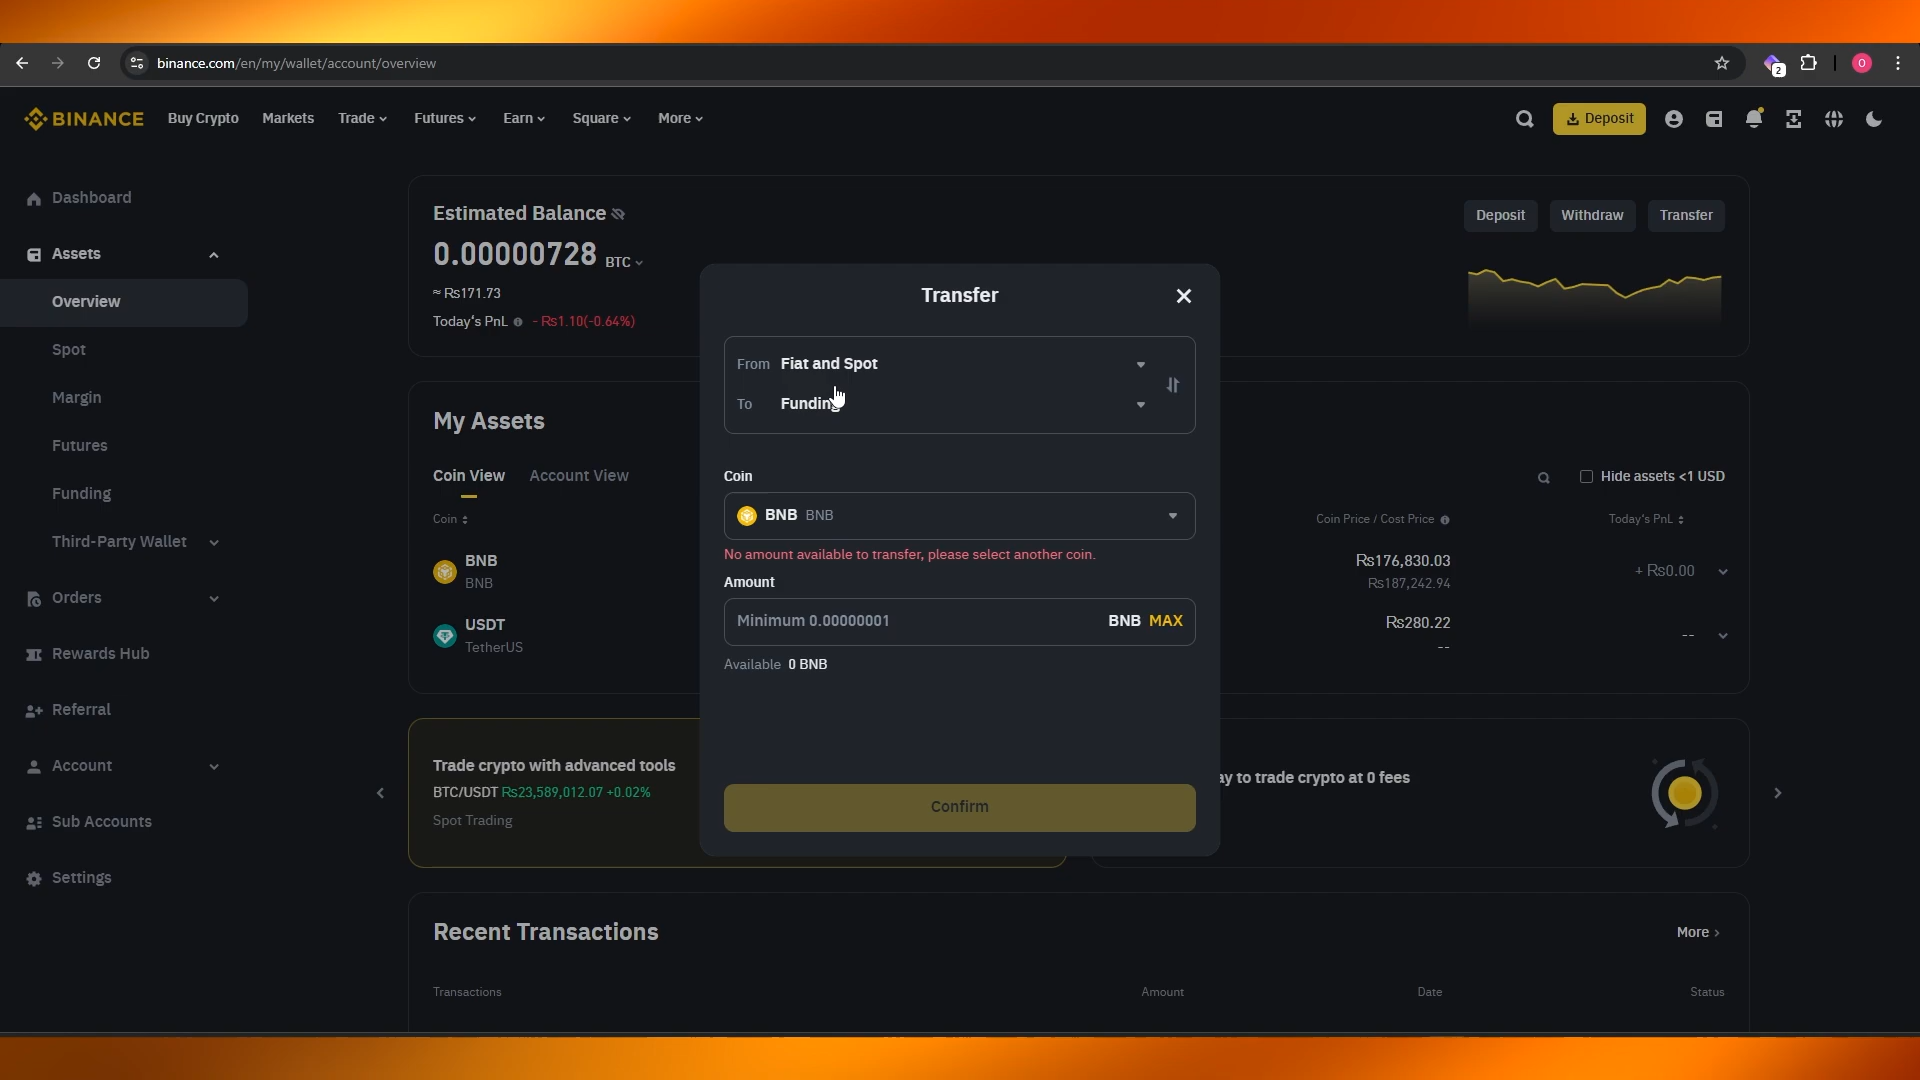 binance.com/en/my/wallet/account/overview
2
O
BINANCE Buy Crypto Markets Trade Futures Earn Square More Deposit
Dashboard
Assets
Overview
Spot
Margin
Futures
Funding
Third-Party Wallet
Orders
Rewards Hub
Referral
Account
Sub Accounts
Settings
Estimated Balance
Deposit Withdraw Transfer
0.00000728 BTC
≈ Rs171.73
Today's PnL - Rs1.10(-0.64%)
My Assets
Coin View Account View
Hide assets <1 USD
Coin
Coin Price / Cost Price Today's PnL
BNB
BNB
Rs176,830.03
Rs187,242.94
+ Rs0.00
USDT
TetherUS
Rs280.22
--
--
Transfer
From Fiat and Spot
To Funding
Coin
BNB BNB
No amount available to transfer, please select another coin.
Amount
Minimum 0.00000001 BNB MAX
Available 0 BNB
Confirm
Trade crypto with advanced tools
BTC/USDT Rs23,589,012.07 +0.02%
Spot Trading
ay to trade crypto at 0 fees
Recent Transactions
More
Transactions Amount Date Status